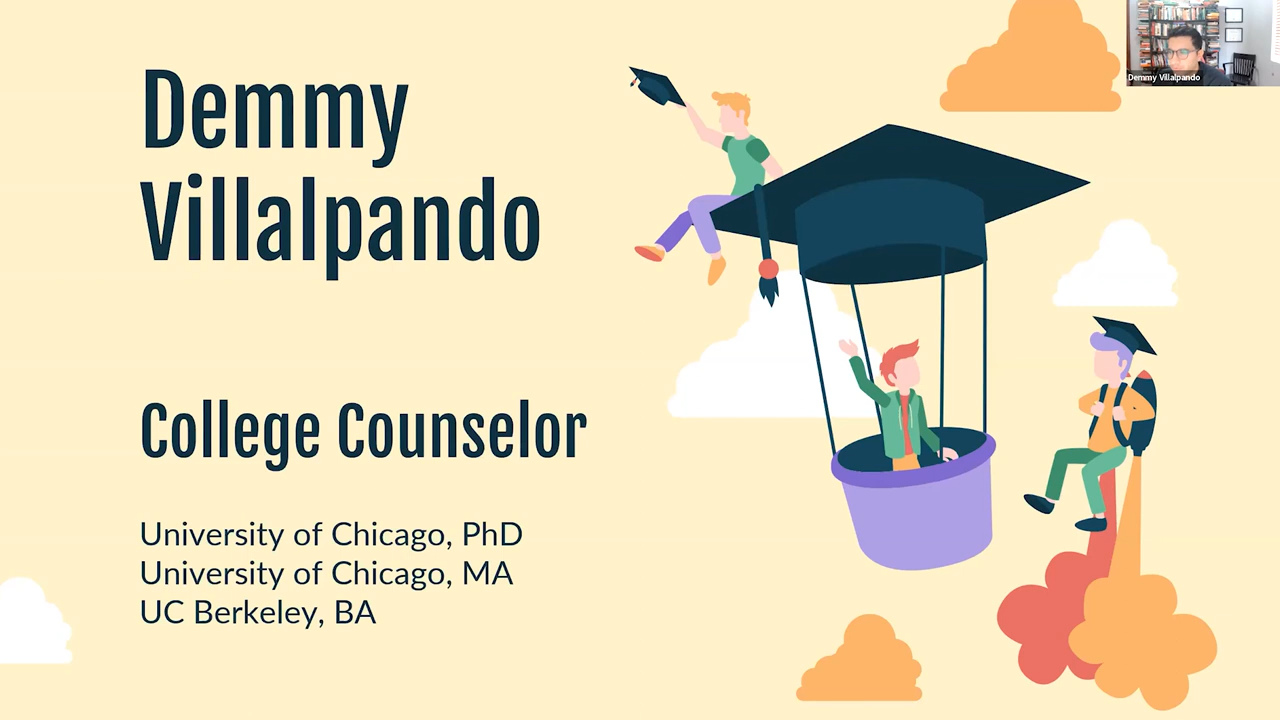 Demmy
Villalpando
College Counselor
University of Chicago, PhD
University of Chicago, MA
UC Berkeley, BA
Demmy Villalpando